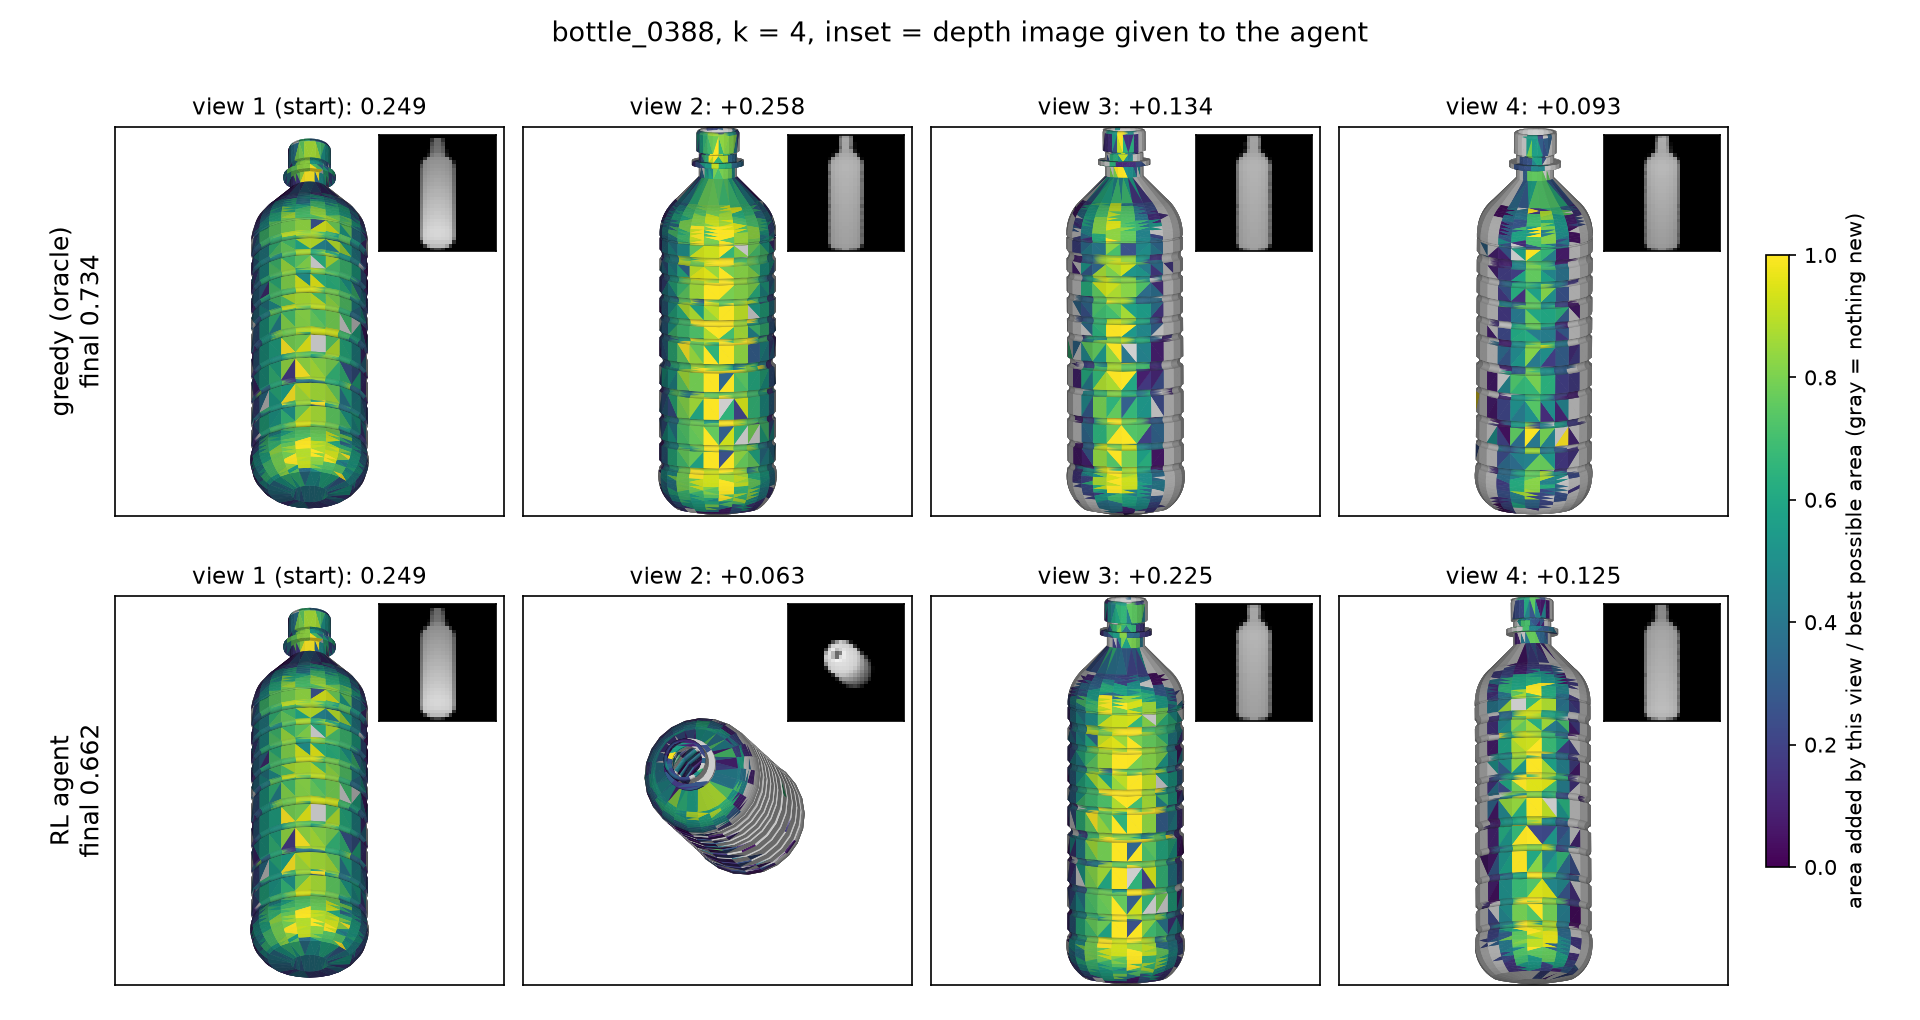 bottle_0388, k = 4, inset = depth image given to the agent
greedy (oracle)
final 0.734
view 1 (start): 0.249
view 2: +0.258
view 3: +0.134
view 4: +0.093
RL agent
final 0.662
view 1 (start): 0.249
view 2: +0.063
view 3: +0.225
view 4: +0.125
1.0
0.8
0.6
0.4
0.2
0.0
area added by this view / best possible area (gray = nothing new)